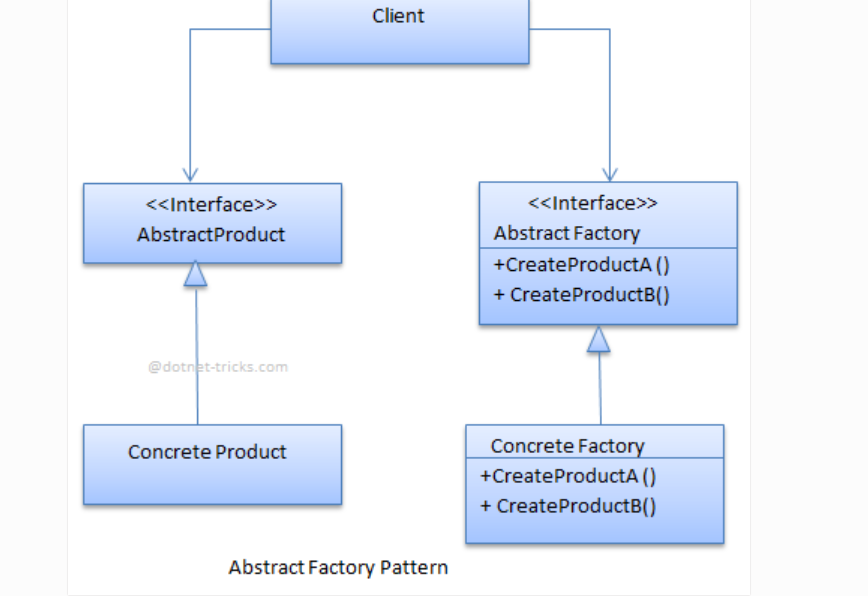 Client
<<Interface>>
AbstractProduct
<<Interface>>
Abstract Factory
+CreateProductA ()
+ CreateProductB()
@dotnet-tricks.com
Concrete Product
Concrete Factory
+CreateProductA ()
+ CreateProductB()
Abstract Factory Pattern